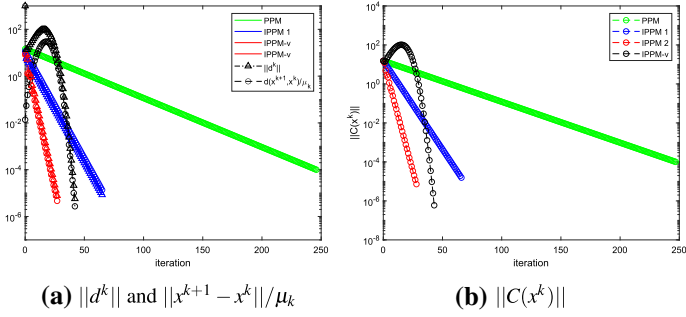 PPM
IPPM 1
IPPM-v
IPPM-v
||d^k||
d(x^{k+1},x^k)/μ_k
10^2
10^0
10^{-2}
10^{-4}
10^{-6}
0
50
100
150
200
250
iteration
(a) ||d^k|| and ||x^{k+1} − x^k||/μ_k
PPM
IPPM 1
IPPM 2
IPPM-v
||C(x^k)||
10^4
10^2
10^0
10^{-2}
10^{-4}
10^{-6}
10^{-8}
0
50
100
150
200
250
iteration
(b) ||C(x^k)||